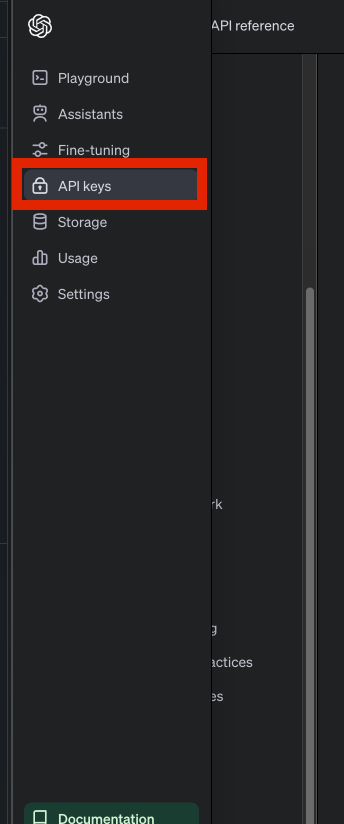 API reference
Playground
Assistants
Fine-tuning
API keys
Storage
Usage
Settings
rk
g
actices
es
Documentation